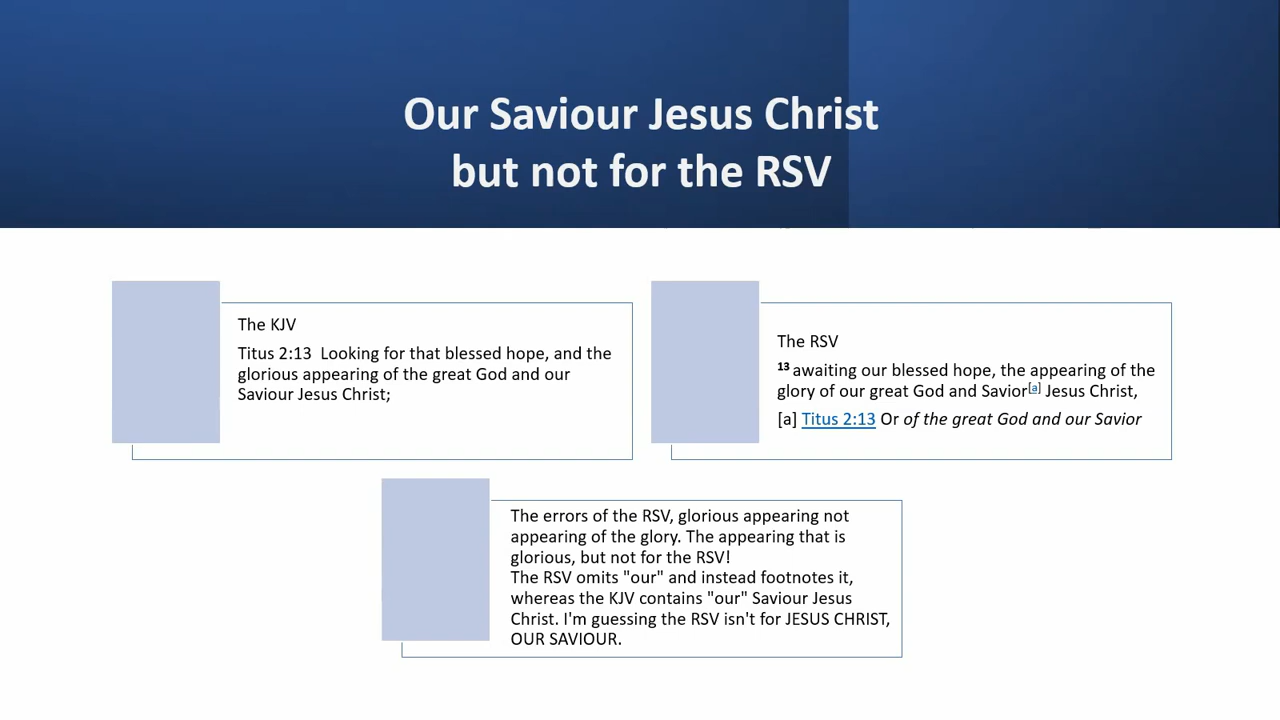 Our Saviour Jesus Christ
but not for the RSV
The KJV
Titus 2:13  Looking for that blessed hope, and the
glorious appearing of the great God and our
Saviour Jesus Christ;
The RSV
13 awaiting our blessed hope, the appearing of the
glory of our great God and Savior[a] Jesus Christ,
[a] Titus 2:13 Or of the great God and our Savior
The errors of the RSV, glorious appearing not
appearing of the glory. The appearing that is
glorious, but not for the RSV!
The RSV omits "our" and instead footnotes it,
whereas the KJV contains "our" Saviour Jesus
Christ. I'm guessing the RSV isn't for JESUS CHRIST,
OUR SAVIOUR.